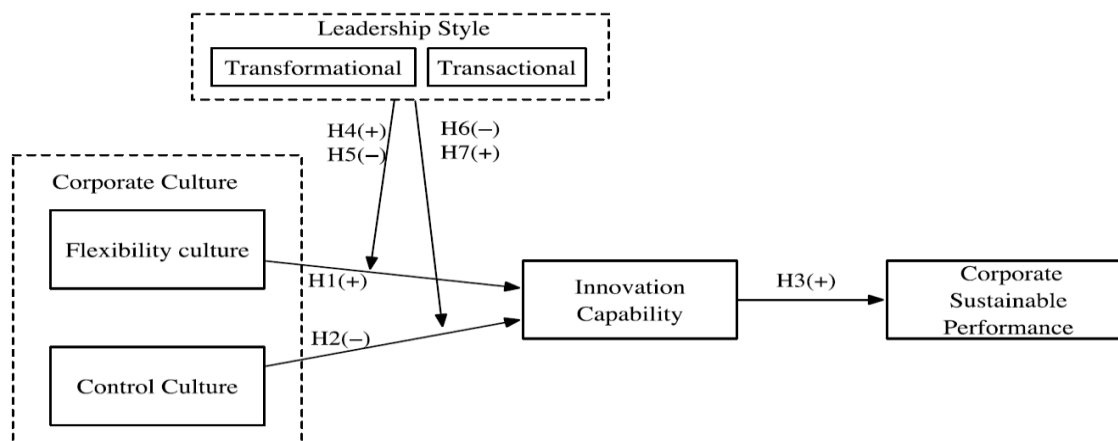 Leadership Style
Transformational
Transactional
H4(+)
H5(−)
H6(−)
H7(+)
Corporate Culture
Flexibility culture
H1(+)
H2(−)
Control Culture
Innovation
Capability
H3(+)
Corporate
Sustainable
Performance